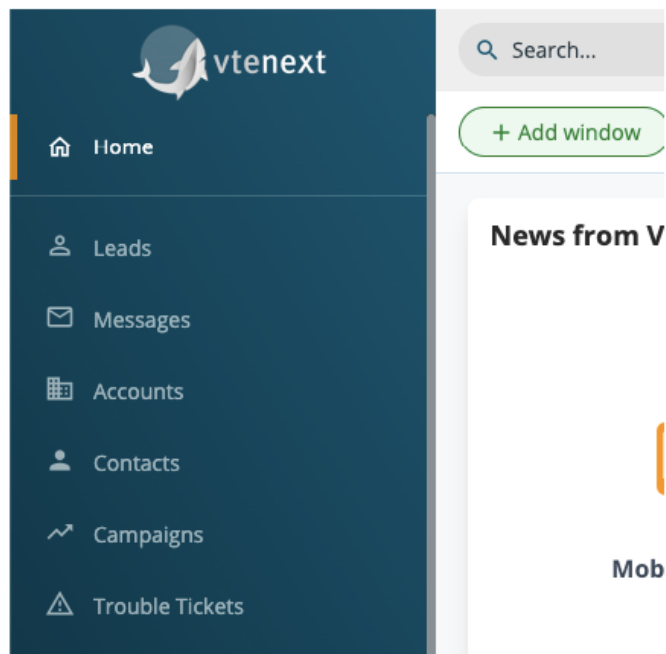 vtenext
Home
Leads
Messages
Accounts
Contacts
Campaigns
Trouble Tickets
Search...
+ Add window
News from V
Mob